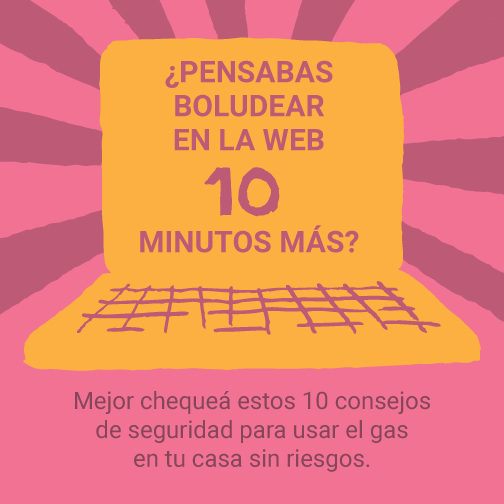 ¿PENSABAS
BOLUDEAR
EN LA WEB
10
MINUTOS MÁS?
Mejor chequeá estos 10 consejos
de seguridad para usar el gas
en tu casa sin riesgos.